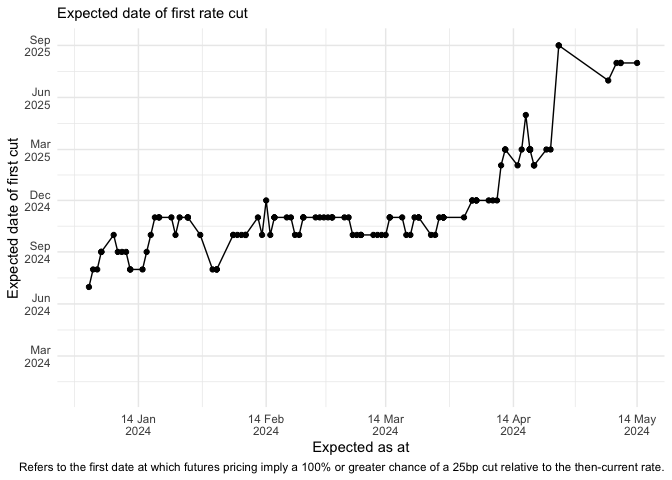 Expected date of first rate cut
Expected date of first cut
Sep
2025
Jun
2025
Mar
2025
Dec
2024
Sep
2024
Jun
2024
Mar
2024
14 Jan
2024
14 Feb
2024
14 Mar
2024
14 Apr
2024
14 May
2024
Expected as at
Refers to the first date at which futures pricing imply a 100% or greater chance of a 25bp cut relative to the then-current rate.